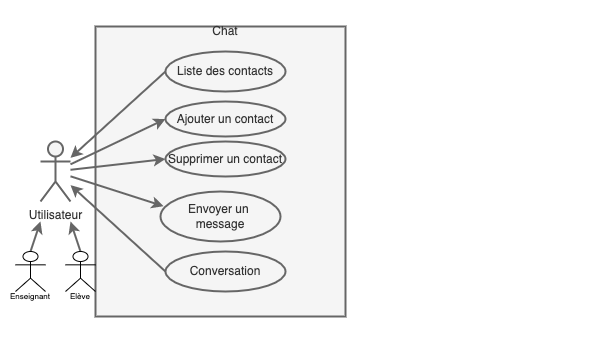 Chat
Liste des contacts
Ajouter un contact
Supprimer un contact
Envoyer un
message
Conversation
Utilisateur
Enseignant
Elève